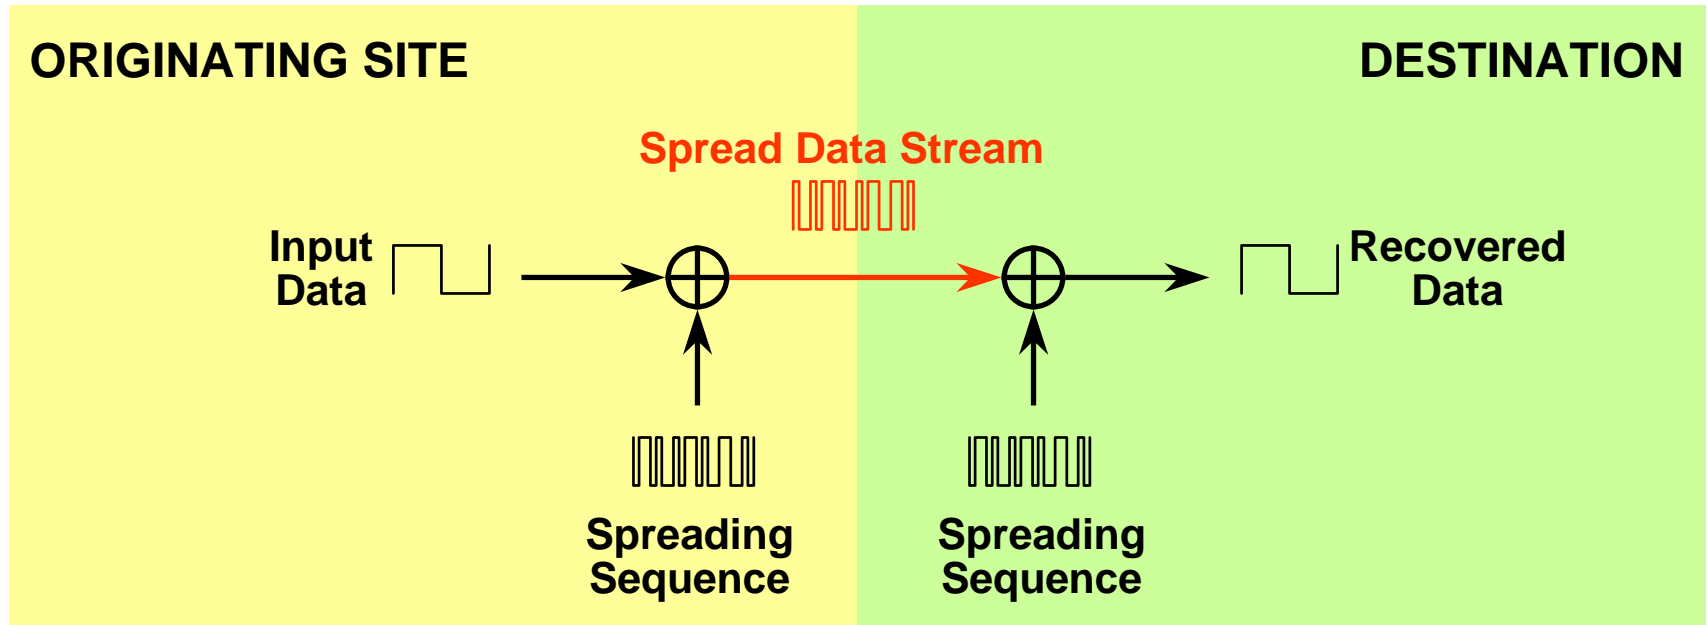 ORIGINATING SITE
DESTINATION
Spread Data Stream
Input
Data
Recovered
Data
Spreading
Sequence
Spreading
Sequence